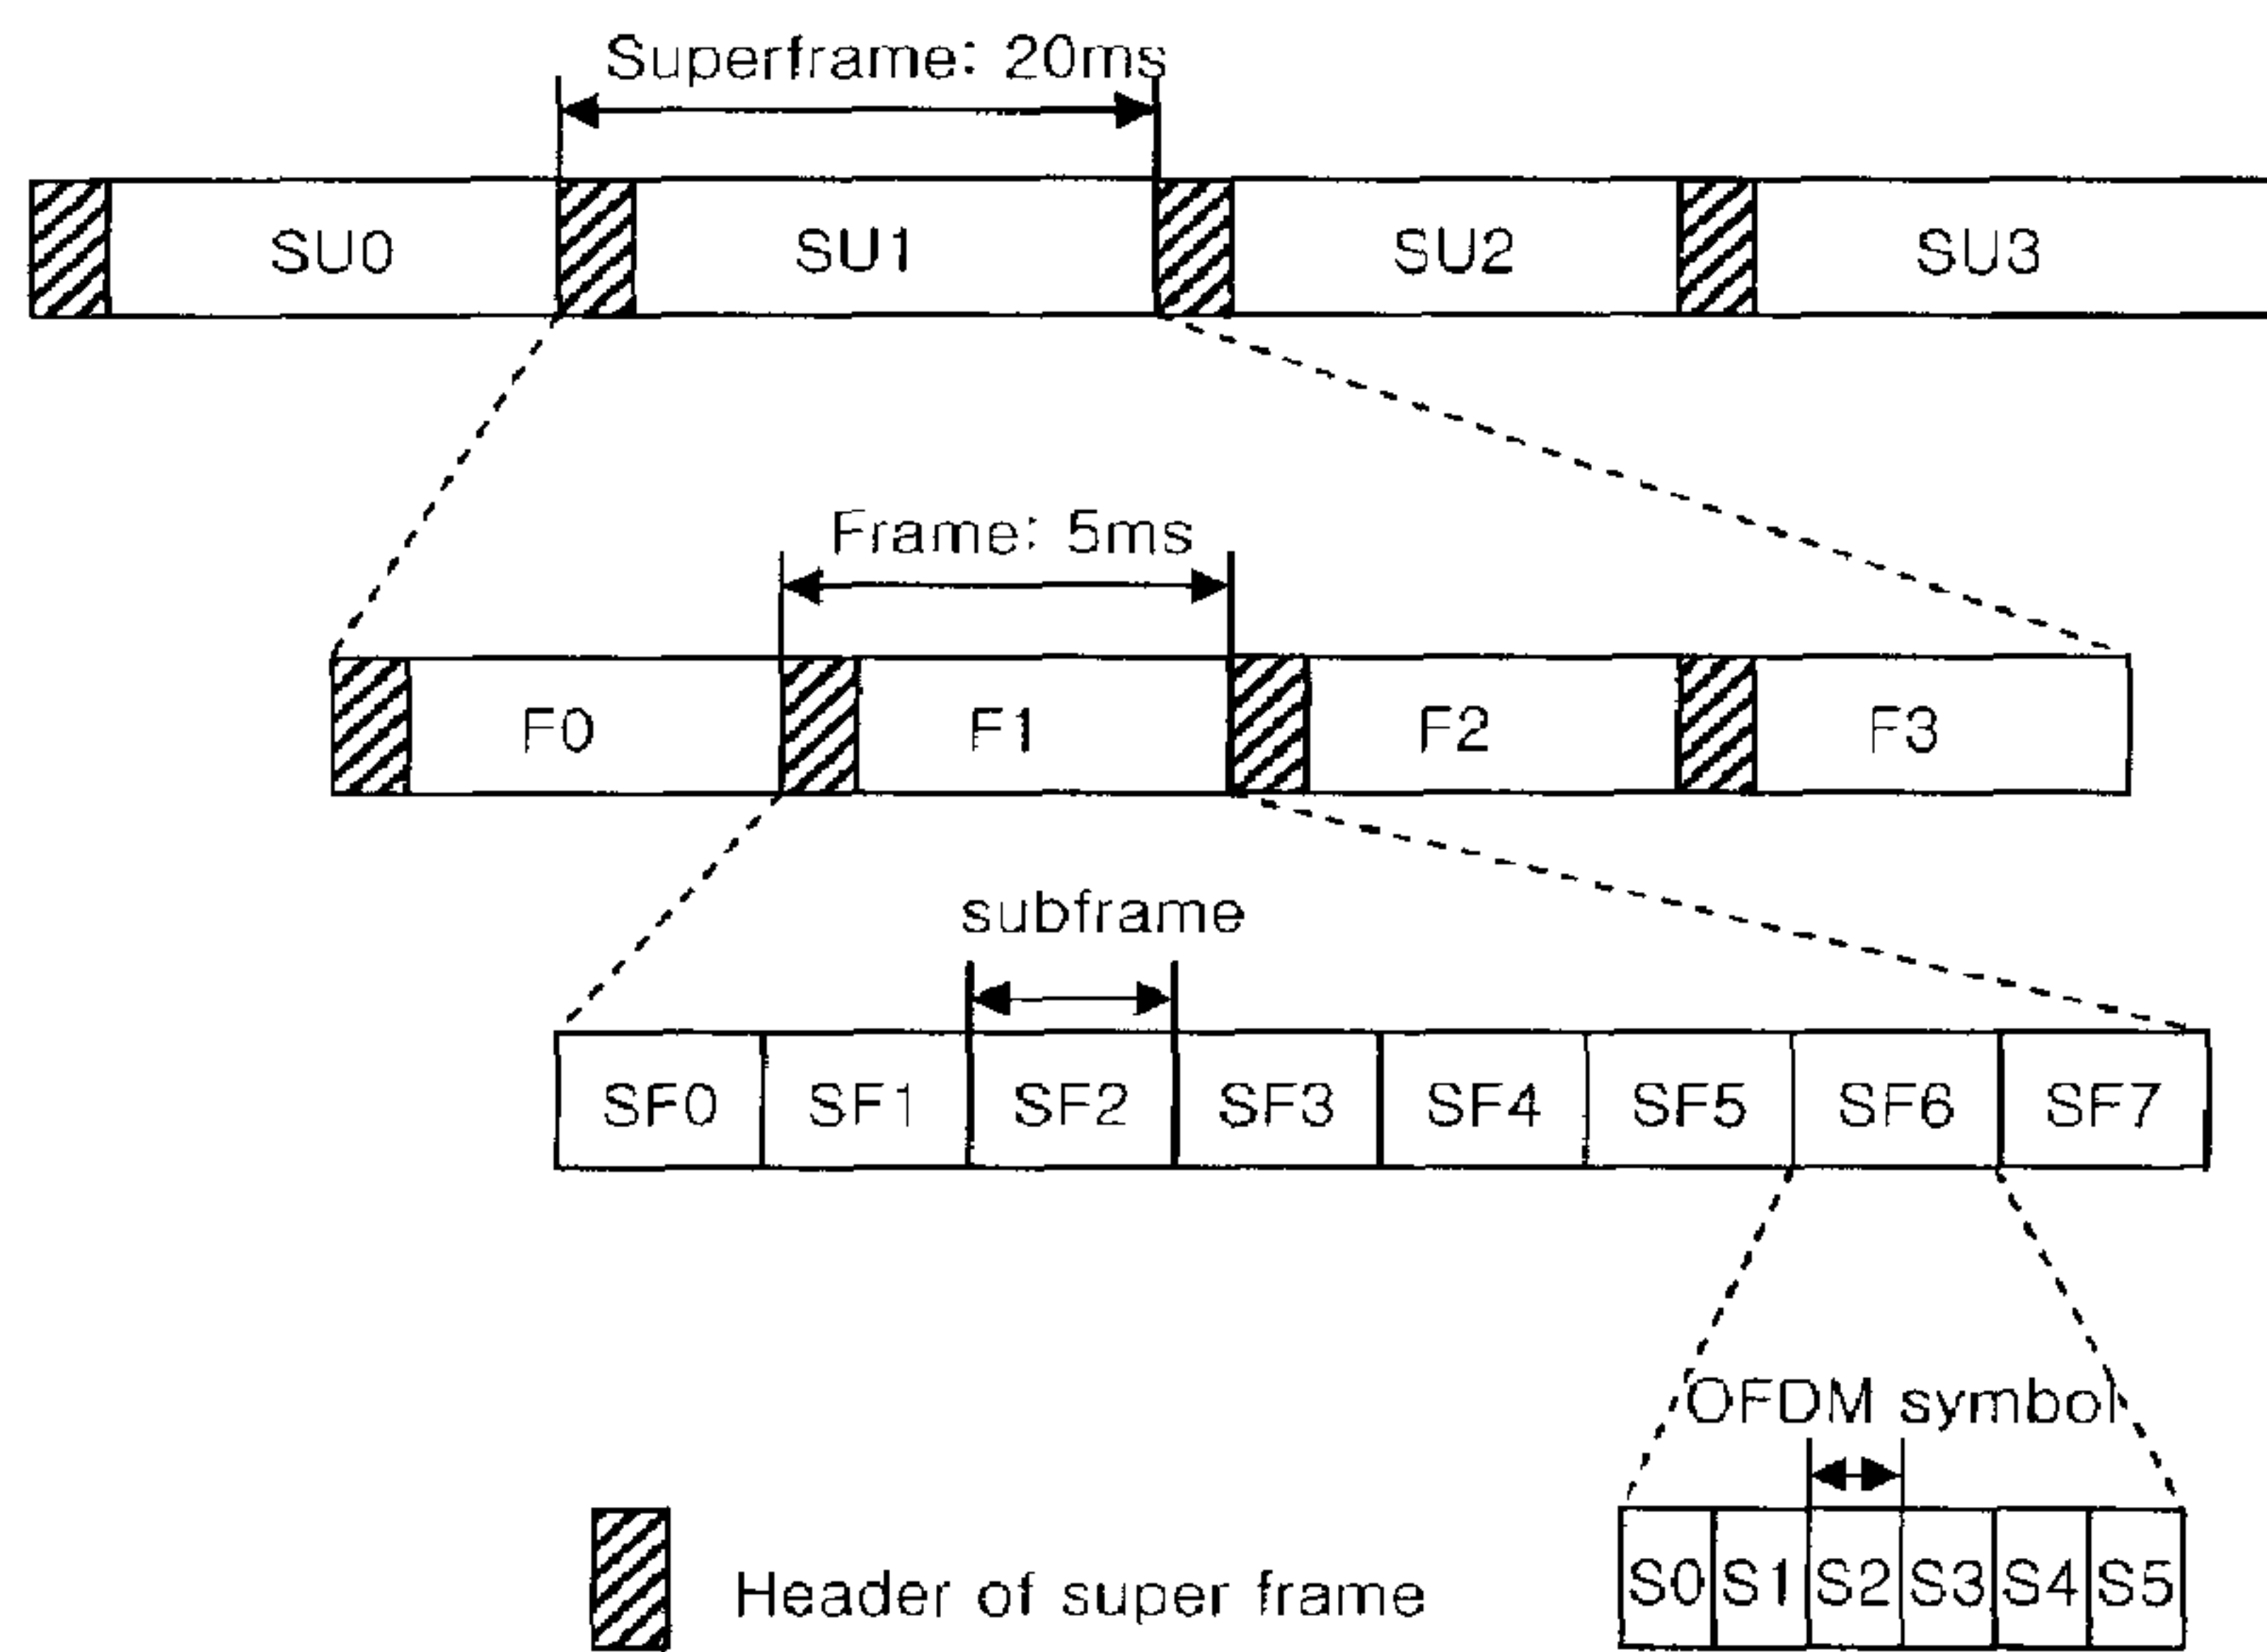 Superframe: 20ms
SU0 SU1 SU2 SU3
Frame: 5ms
F0 F1 F2 F3
subframe
SF0 SF1 SF2 SF3 SF4 SF5 SF6 SF7
OFDM symbol
S0 S1 S2 S3 S4 S5
Header of super frame